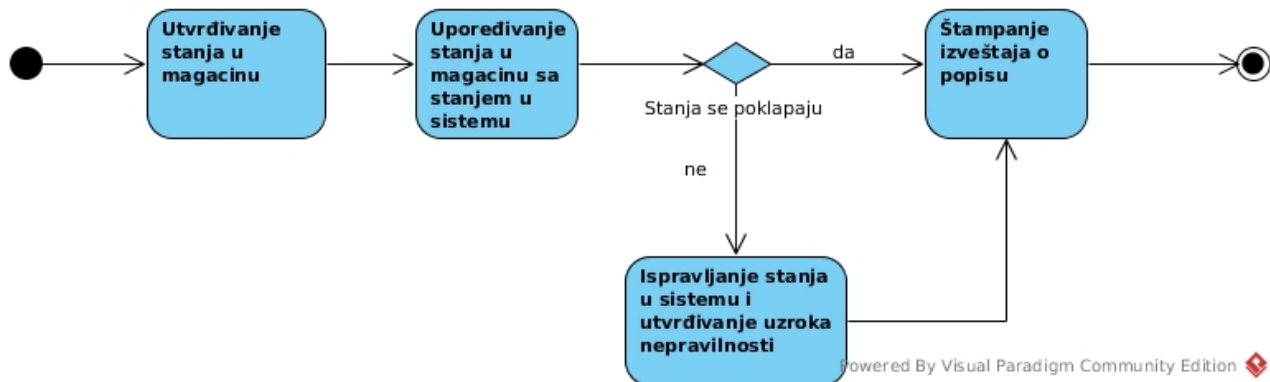 Utvrđivanje
stanja u
magacinu
Upoređivanje
stanja u
magacinu sa
stanjem u
sistemu
Stanja se poklapaju
da
Štampanje
izveštaja o
popisu
ne
Ispravljanje stanja
u sistemu i
utvrđivanje uzroka
nepravilnosti
Powered By Visual Paradigm Community Edition